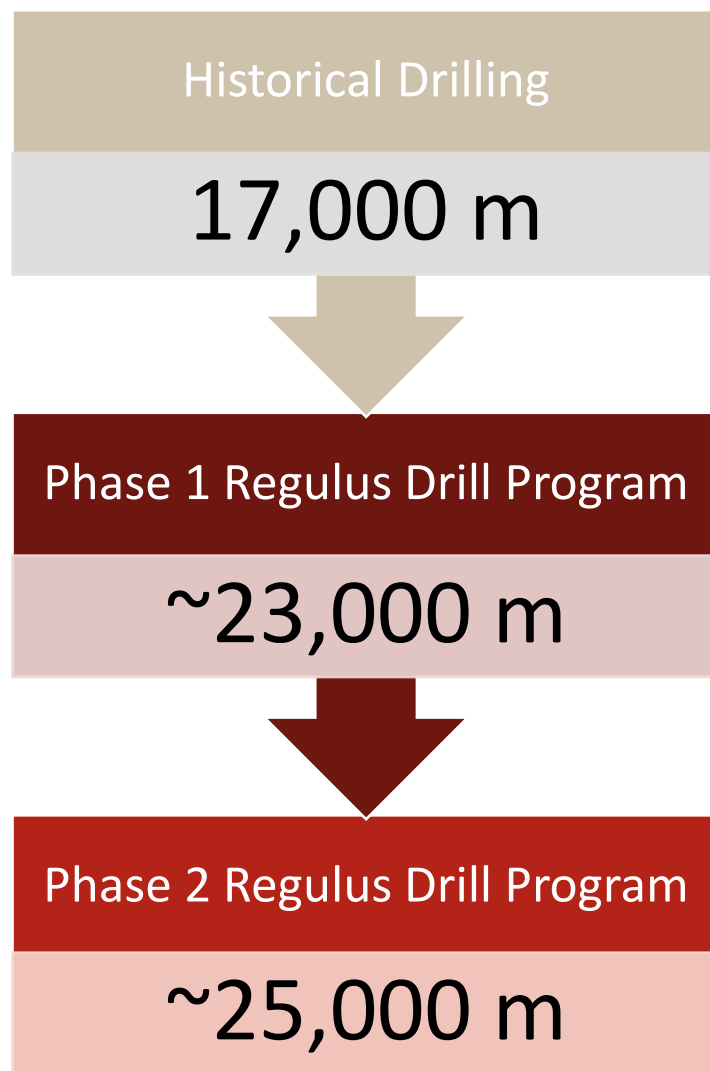 Historical Drilling
17,000 m
Phase 1 Regulus Drill Program
~23,000 m
Phase 2 Regulus Drill Program
~25,000 m